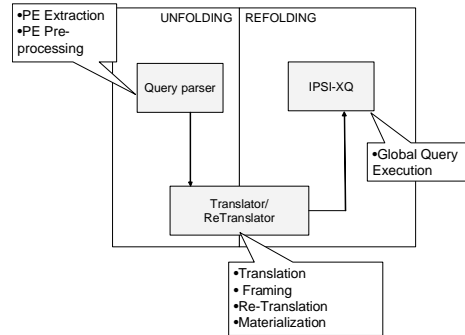 •PE Extraction
•PE Pre-
processing)
UNFOLDING
REFOLDING
Query parser
IPSI-XQ
•Global Query
Execution
Translator/
ReTranslator
•Translation
• Framing
•Re-Translation
•Materialization